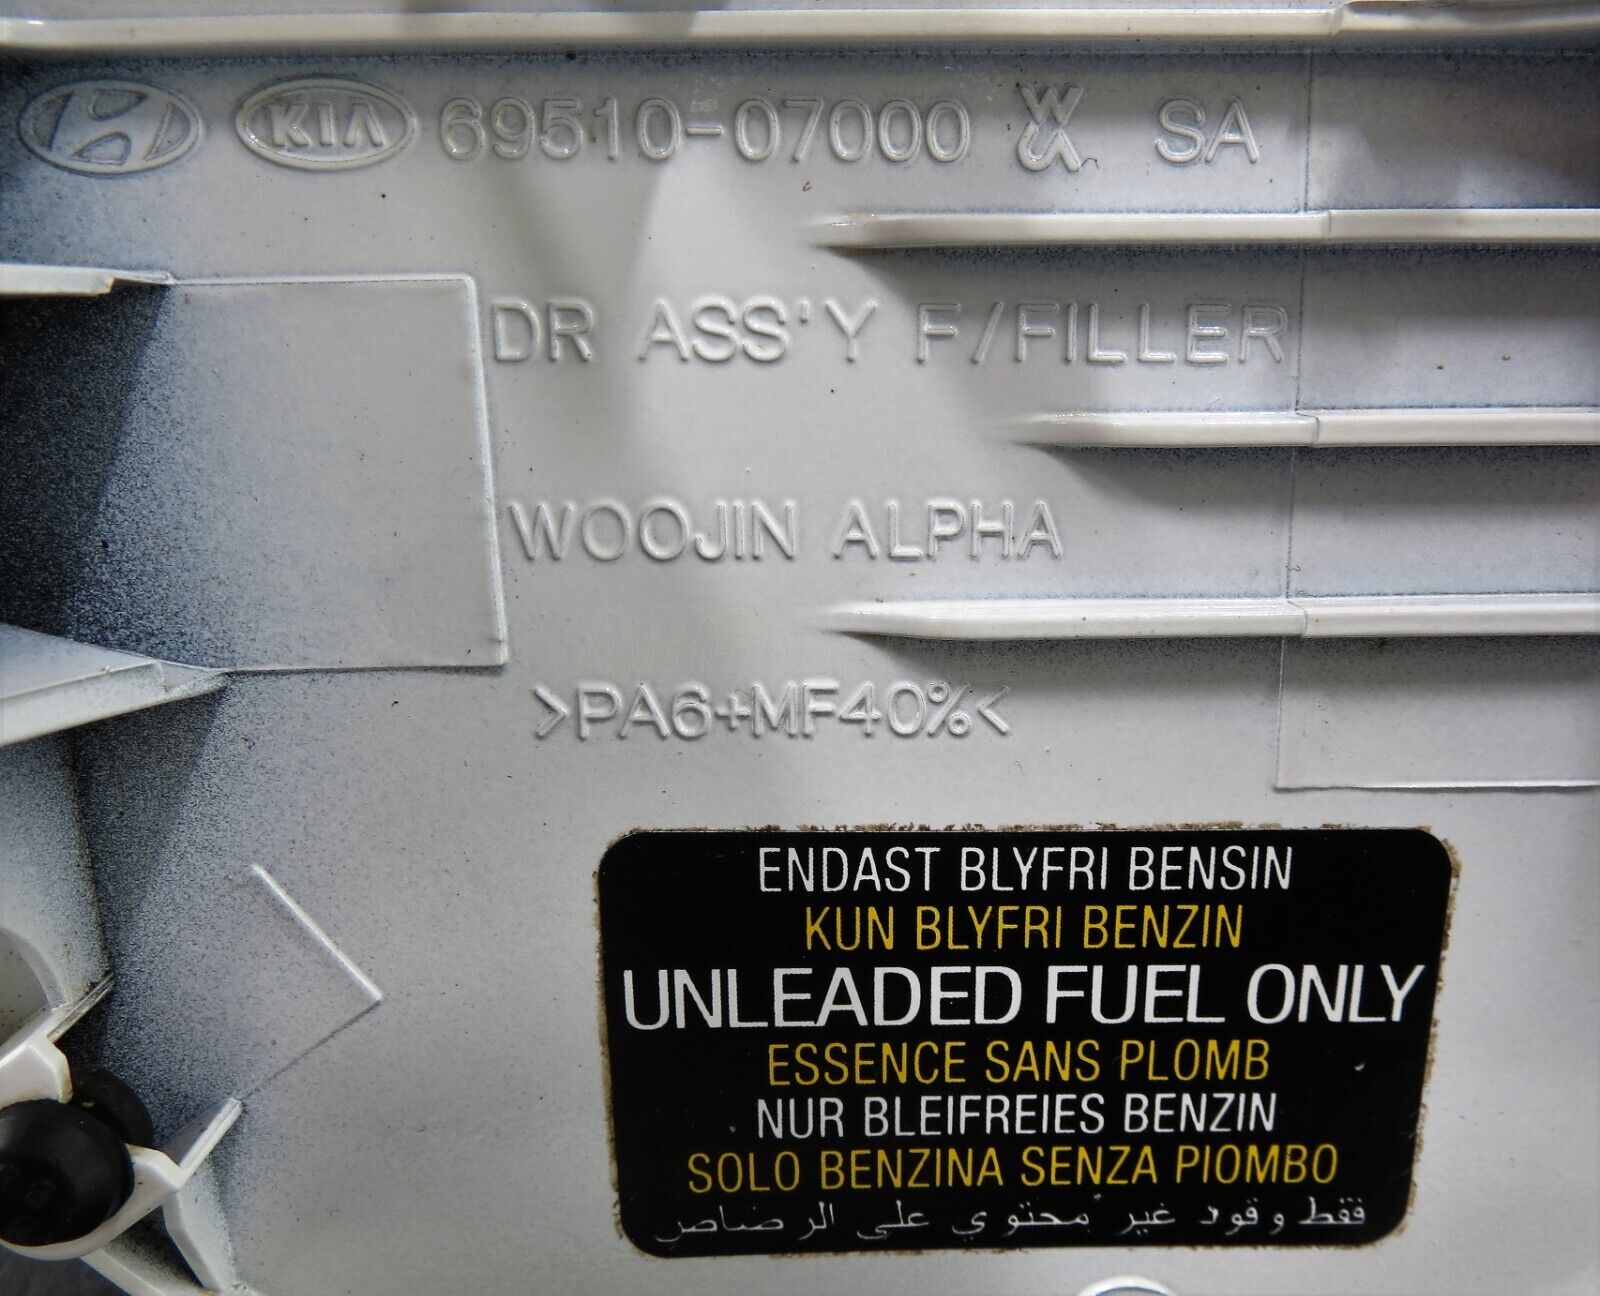 KIA 69510-07000 SA
DR ASS'Y F/FILLER
WOOJIN ALPHA
>PA6+MF40%<
ENDAST BLYFRI BENSIN
KUN BLYFRI BENZIN
UNLEADED FUEL ONLY
ESSENCE SANS PLOMB
NUR BLEIFREIES BENZIN
SOLO BENZINA SENZA PIOMBO
فقط وقود غير محتوي على الرصاص